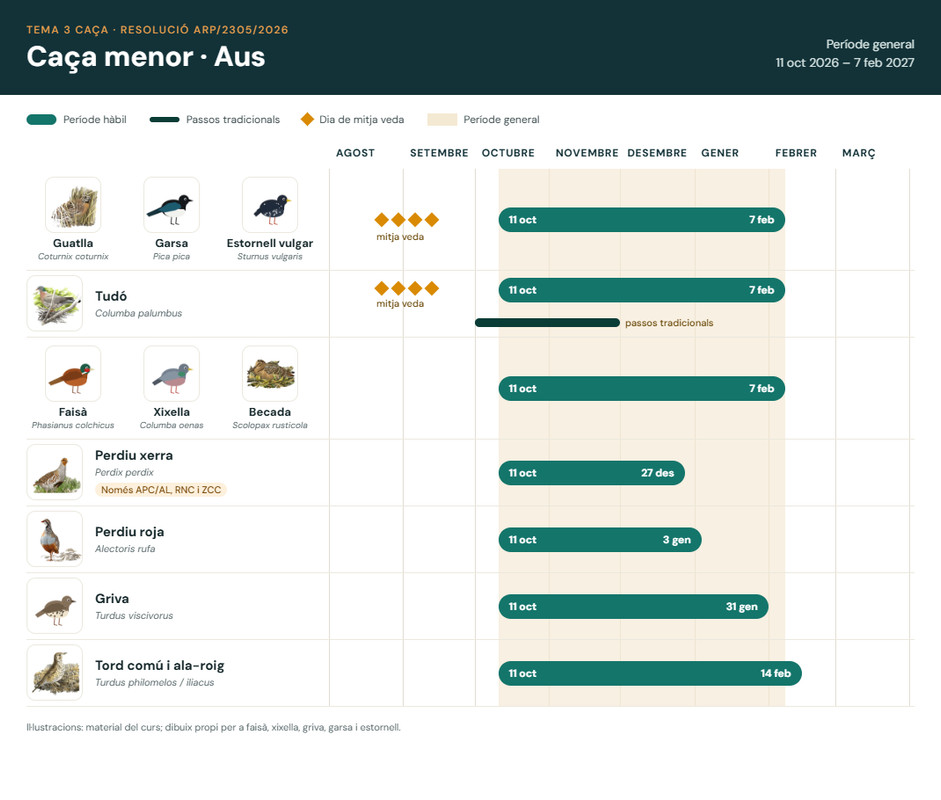 TEMA 3 CAÇA · RESOLUCIÓ ARP/2305/2026
Caça menor · Aus
Període general
11 oct 2026 – 7 feb 2027
Període hàbil
Passos tradicionals
Dia de mitja veda
Període general
AGOST SETEMBRE OCTUBRE NOVEMBRE DESEMBRE GENER FEBRER MARÇ
Guatlla
Coturnix coturnix
Garsa
Pica pica
Estornell vulgar
Sturnus vulgaris
mitja veda
11 oct 7 feb
Tudó
Columba palumbus
mitja veda
11 oct 7 feb
passos tradicionals
Faisà
Phasianus colchicus
Xixella
Columba oenas
Becada
Scolopax rusticola
11 oct 7 feb
Perdiu xerra
Perdix perdix
Només APC/AL, RNC i ZCC
11 oct 27 des
Perdiu roja
Alectoris rufa
11 oct 3 gen
Griva
Turdus viscivorus
11 oct 31 gen
Tord comú i ala-roig
Turdus philomelos / iliacus
11 oct 14 feb
Il·lustracions: material del curs; dibuix propi per a faisà, xixella, griva, garsa i estornell.